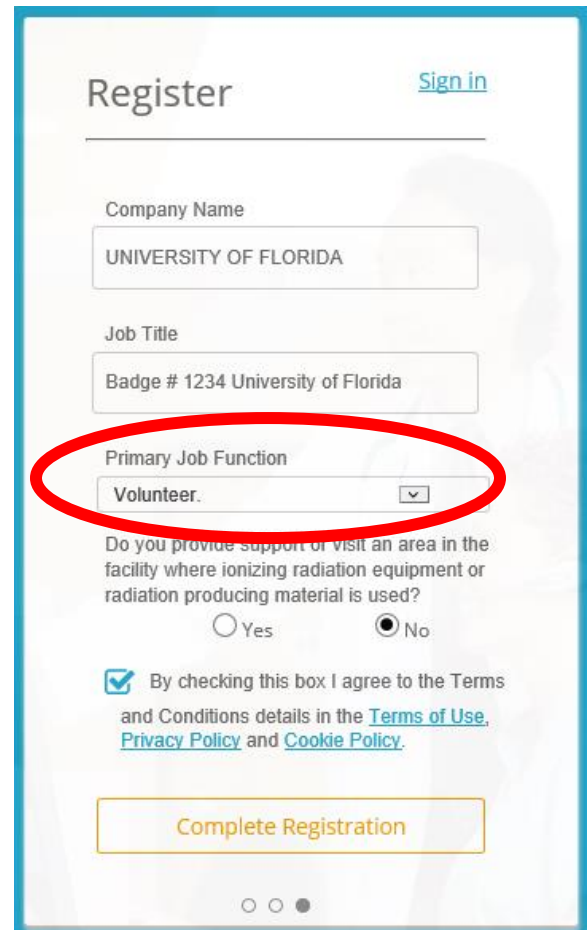 Register
Sign in
Company Name
UNIVERSITY OF FLORIDA
Job Title
Badge # 1234 University of Florida
Primary Job Function
Volunteer.
Do you provide support or visit an area in the
facility where ionizing radiation equipment or
radiation producing material is used?
Yes No
By checking this box I agree to the Terms
and Conditions details in the Terms of Use,
Privacy Policy and Cookie Policy.
Complete Registration